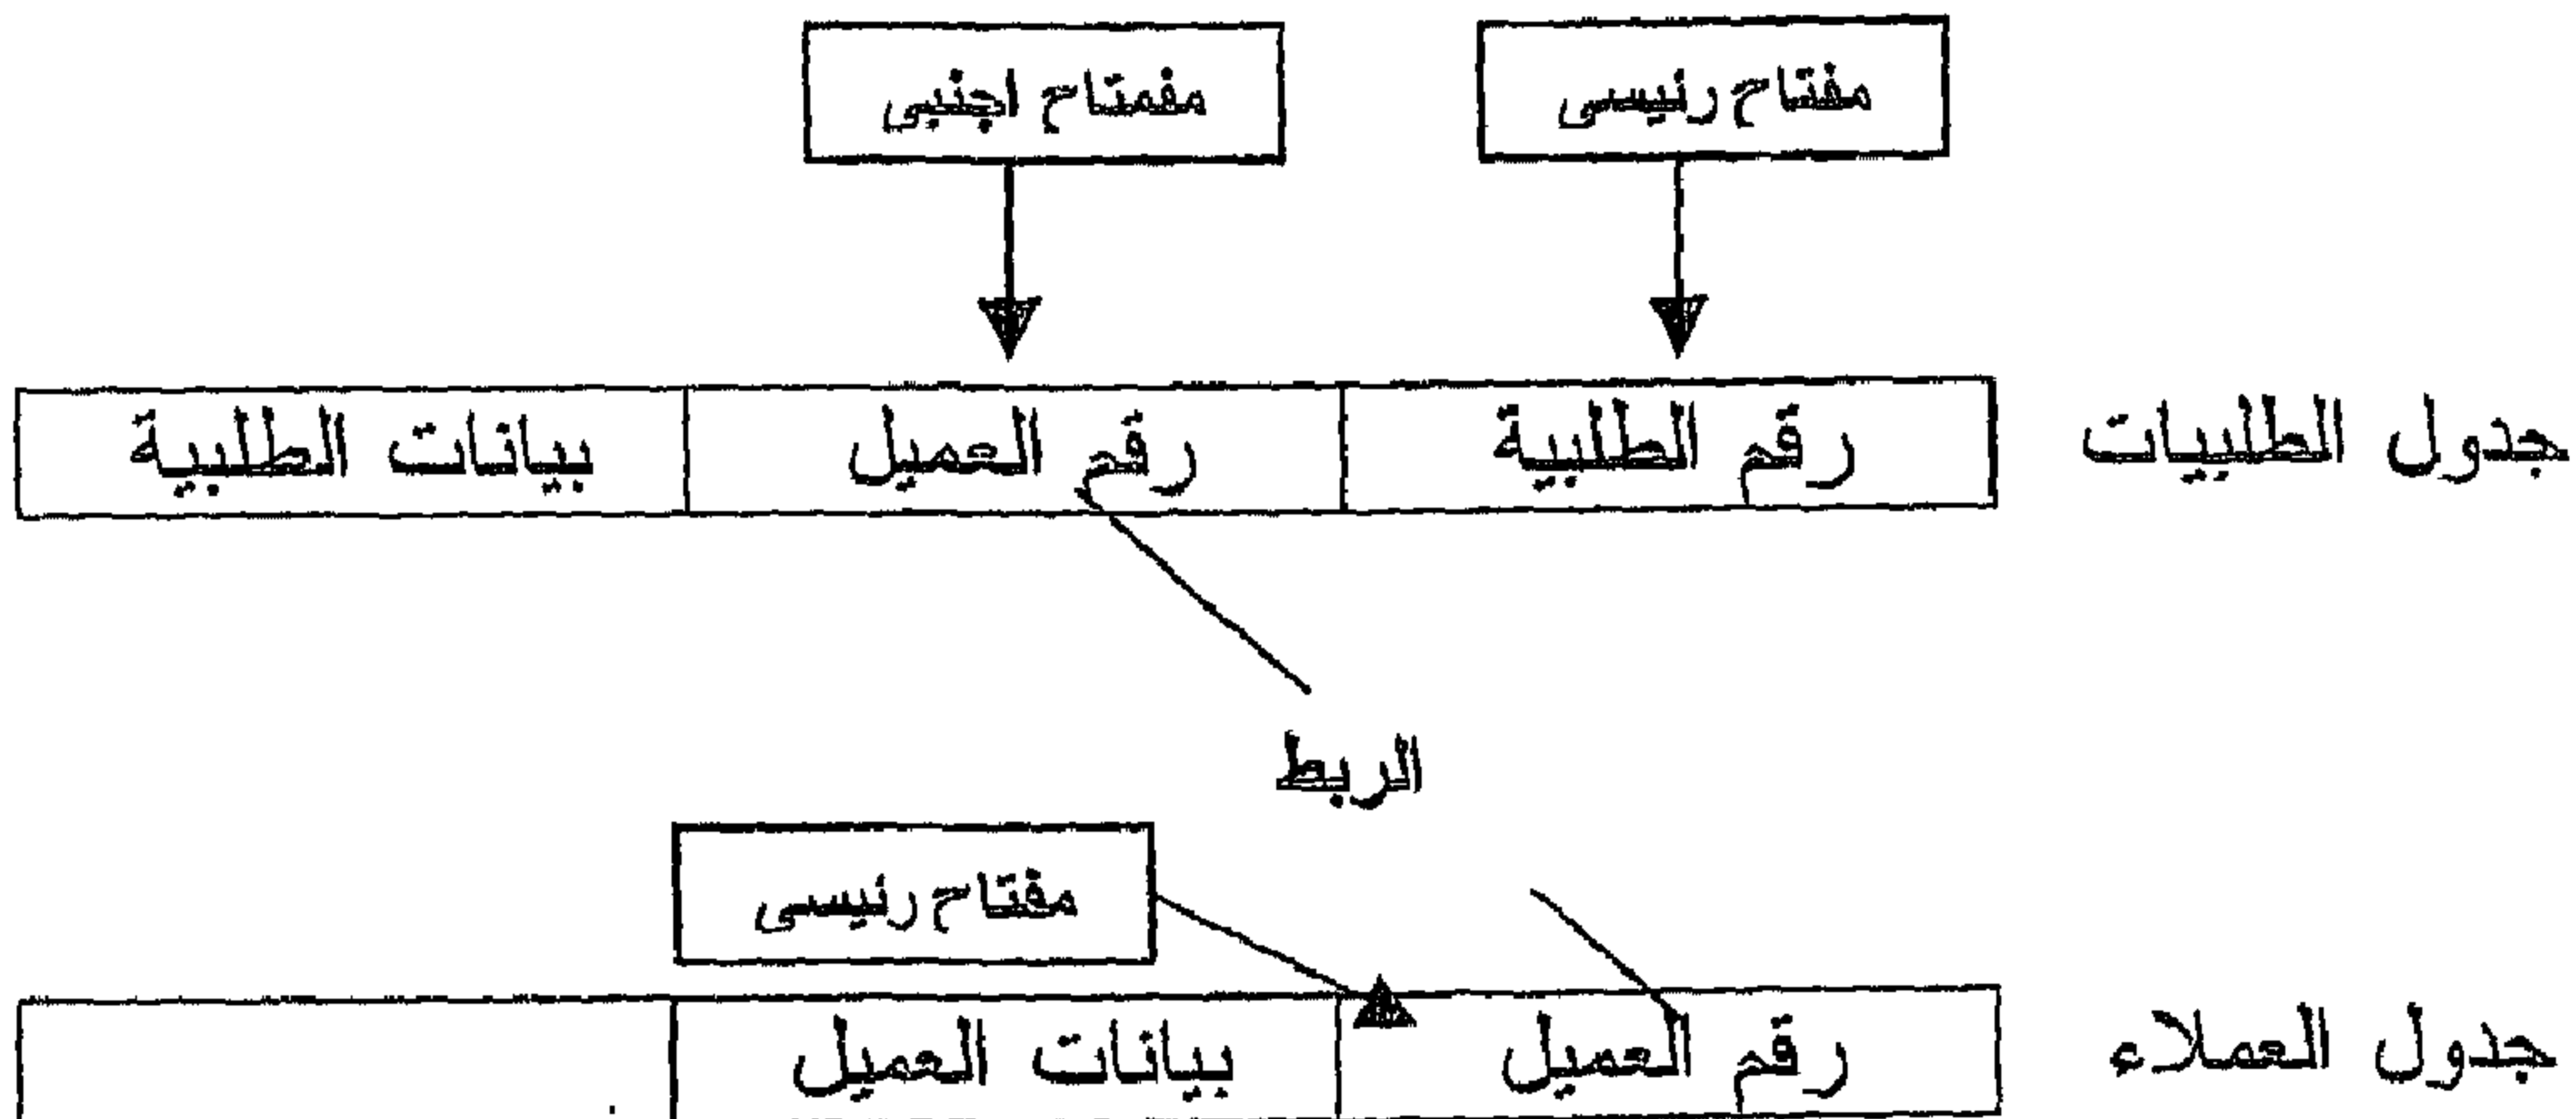 مفتاح رئيسى
مفمتاح اجنبى
جدول الطلبيات
رقم الطلبية
رقم العميل
بيانات الطلبية
الربط
مفتاح رئيسى
جدول العملاء
رقم العميل
بيانات العميل